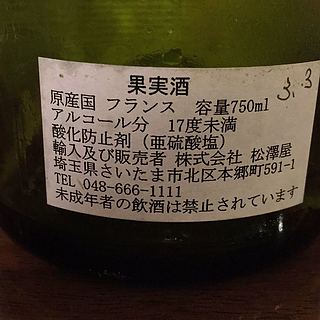 果実酒
3.3
原産国 フランス 容量750ml
アルコール分 17度未満
酸化防止剤（亜硫酸塩）
輸入及び販売者 株式会社 松澤屋
埼玉県さいたま市北区本郷町591-1
TEL 048-666-1111
未成年者の飲酒は禁止されています